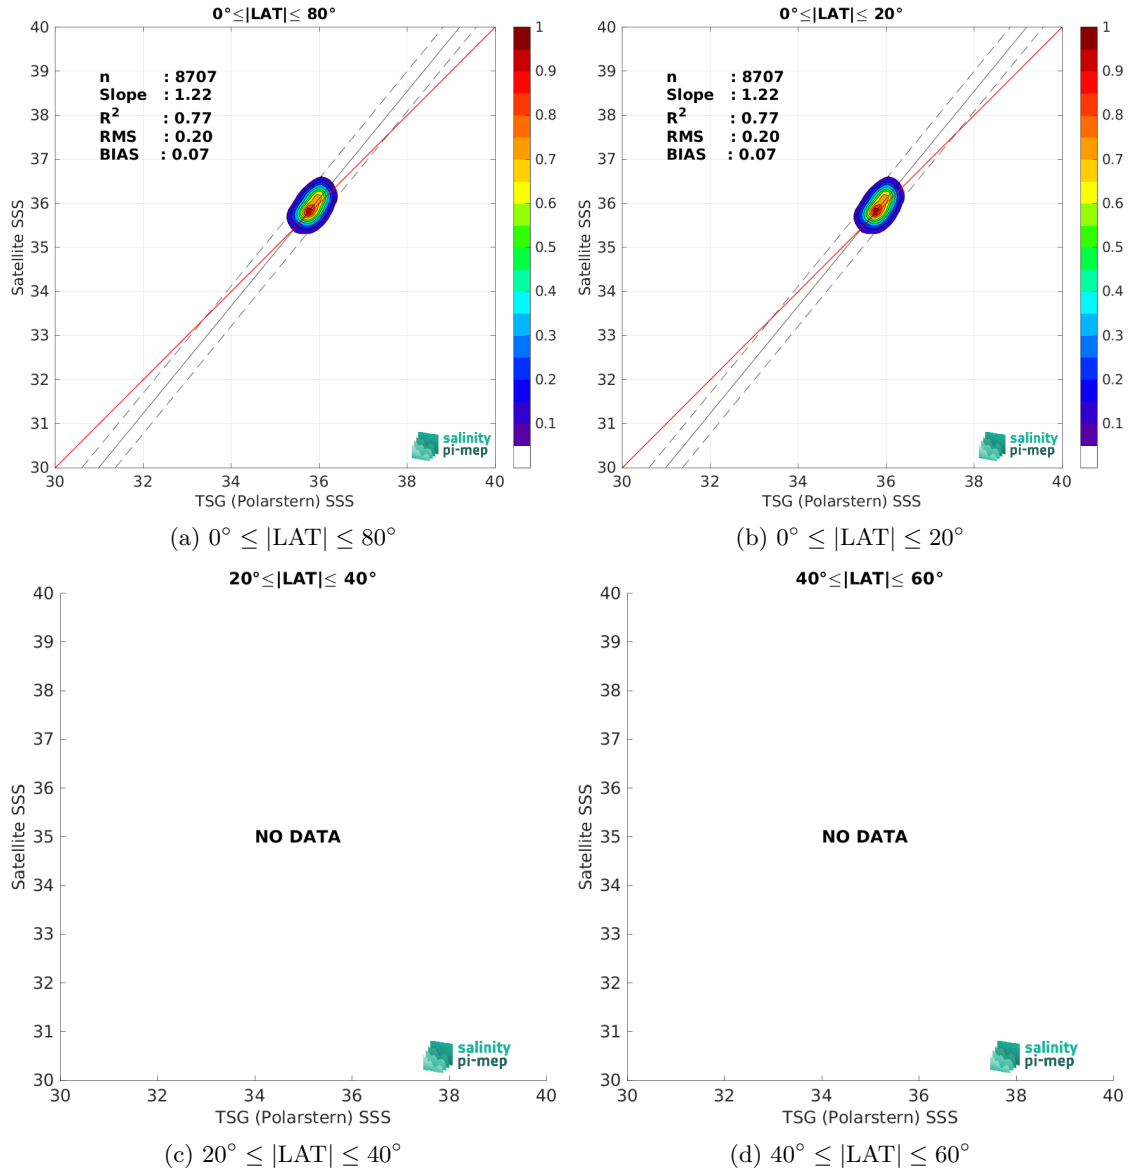 0°≤|LAT|≤ 80°
40
39
38
37
36
35
34
33
32
31
30
n : 8707
Slope : 1.22
R2 : 0.77
RMS : 0.20
BIAS : 0.07
Satellite SSS
salinity
pi-mep
30 32 34 36 38 40
TSG (Polarstern) SSS
1
0.9
0.8
0.7
0.6
0.5
0.4
0.3
0.2
0.1
(a) 0° ≤ |LAT| ≤ 80°
0°≤|LAT|≤ 20°
40
39
38
37
36
35
34
33
32
31
30
n : 8707
Slope : 1.22
R2 : 0.77
RMS : 0.20
BIAS : 0.07
Satellite SSS
salinity
pi-mep
30 32 34 36 38 40
TSG (Polarstern) SSS
1
0.9
0.8
0.7
0.6
0.5
0.4
0.3
0.2
0.1
(b) 0° ≤ |LAT| ≤ 20°
20°≤|LAT|≤ 40°
40
39
38
37
36
35
34
33
32
31
30
Satellite SSS
NO DATA
salinity
pi-mep
30 32 34 36 38 40
TSG (Polarstern) SSS
(c) 20° ≤ |LAT| ≤ 40°
40°≤|LAT|≤ 60°
40
39
38
37
36
35
34
33
32
31
30
Satellite SSS
NO DATA
salinity
pi-mep
30 32 34 36 38 40
TSG (Polarstern) SSS
(d) 40° ≤ |LAT| ≤ 60°